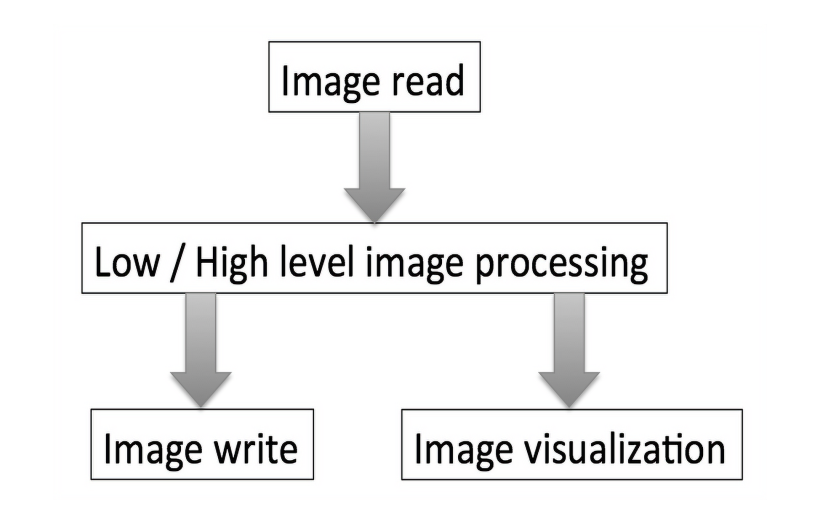 Image read
Low / High level image processing
Image write
Image visualization